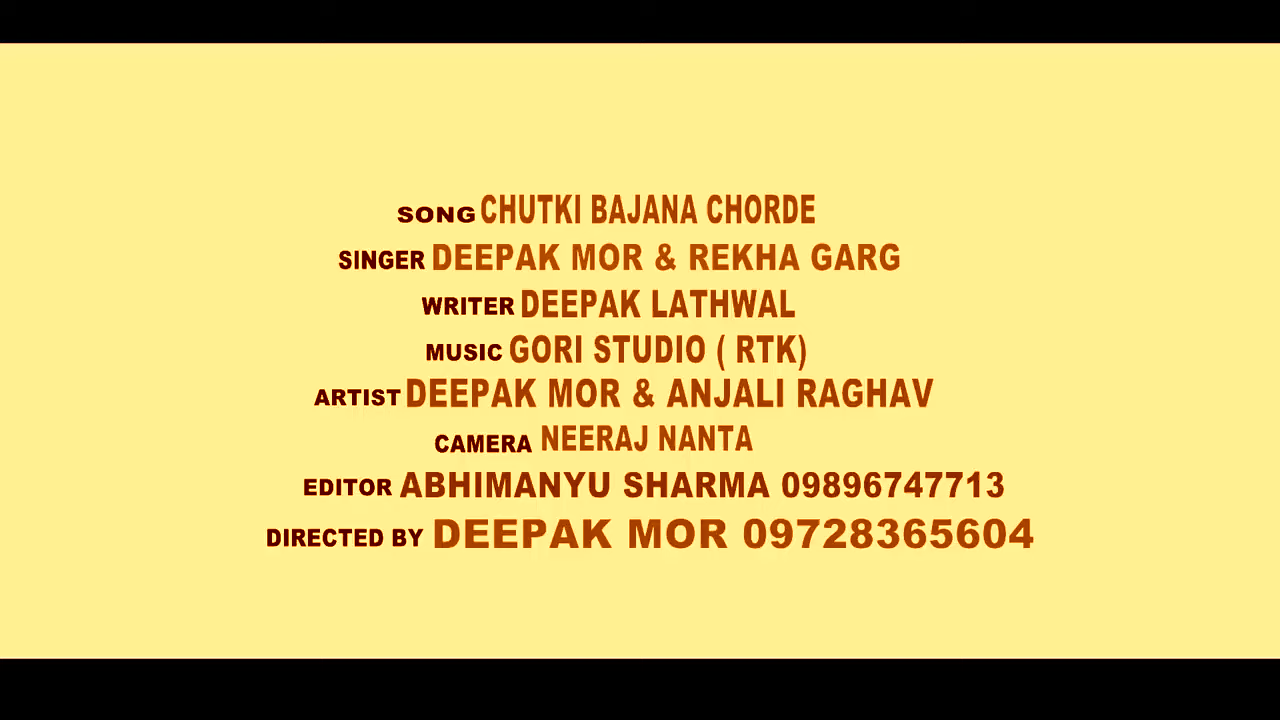 SONG CHUTKI BAJANA CHORDE
SINGER DEEPAK MOR & REKHA GARG
WRITER DEEPAK LATHWAL
MUSIC GORI STUDIO ( RTK)
ARTIST DEEPAK MOR & ANJALI RAGHAV
CAMERA NEERAJ NANTA
EDITOR ABHIMANYU SHARMA 09896747713
DIRECTED BY DEEPAK MOR 09728365604